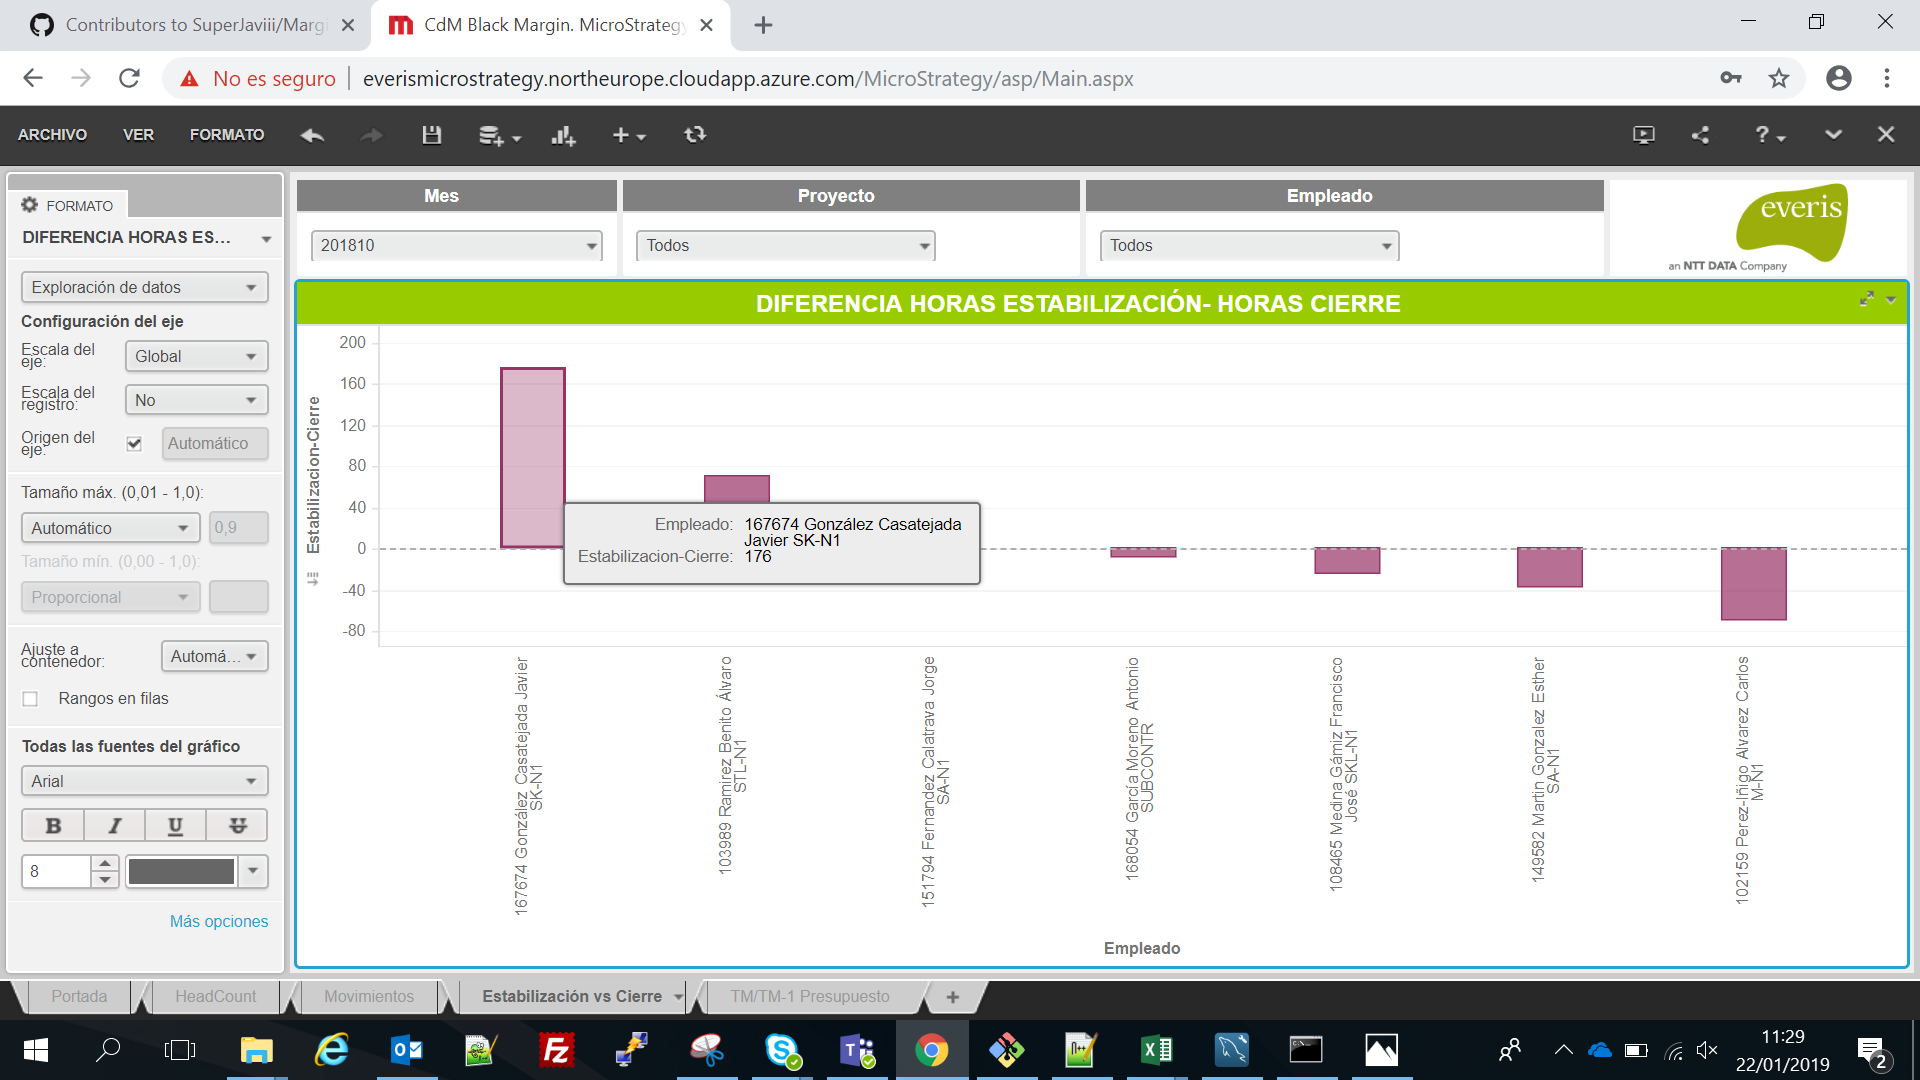 Contributors to SuperJaviii/Margi
CdM Black Margin. MicroStrategy
No es seguro
everismicrostrategy.northeurope.cloudapp.azure.com/MicroStrategy/asp/Main.aspx
ARCHIVO VER FORMATO
?
FORMATO
DIFERENCIA HORAS ES...
Exploración de datos
Configuración del eje
Escala del eje:
Global
Escala del registro:
No
Origen del eje:
Automático
Tamaño máx. (0,01 - 1,0):
Automático
0,9
Tamaño mín. (0,00 - 1,0):
Proporcional
Ajuste a contenedor:
Automá...
Rangos en filas
Todas las fuentes del gráfico
Arial
B I U
8
Más opciones
Mes
201810
Proyecto
Todos
Empleado
Todos
everis
an NTT DATA Company
DIFERENCIA HORAS ESTABILIZACIÓN- HORAS CIERRE
Estabilizacion-Cierre
200
160
120
80
40
0
-40
-80
Empleado: 167674 González Casatejada
Javier SK-N1
Estabilizacion-Cierre: 176
167674 González Casatejada Javier
SK-N1
103989 Ramirez Benito Álvaro
STL-N1
151794 Fernandez Calatrava Jorge
SA-N1
168054 García Moreno Antonio
SUBCONTR
108465 Medina Gámiz Francisco
José SKL-N1
149582 Martin Gonzalez Esther
SA-N1
102159 Perez-Iñigo Alvarez Carlos
M-N1
Empleado
Portada
HeadCount
Movimientos
Estabilización vs Cierre
TM/TM-1 Presupuesto
11:29
22/01/2019
2